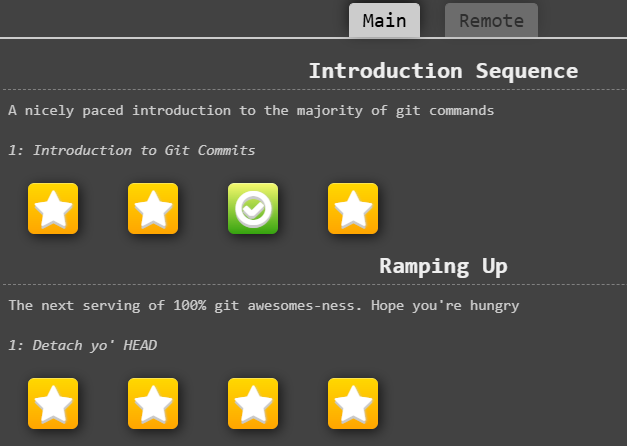 Main Remote
Introduction Sequence
A nicely paced introduction to the majority of git commands
1: Introduction to Git Commits
Ramping Up
The next serving of 100% git awesomes-ness. Hope you're hungry
1: Detach yo' HEAD